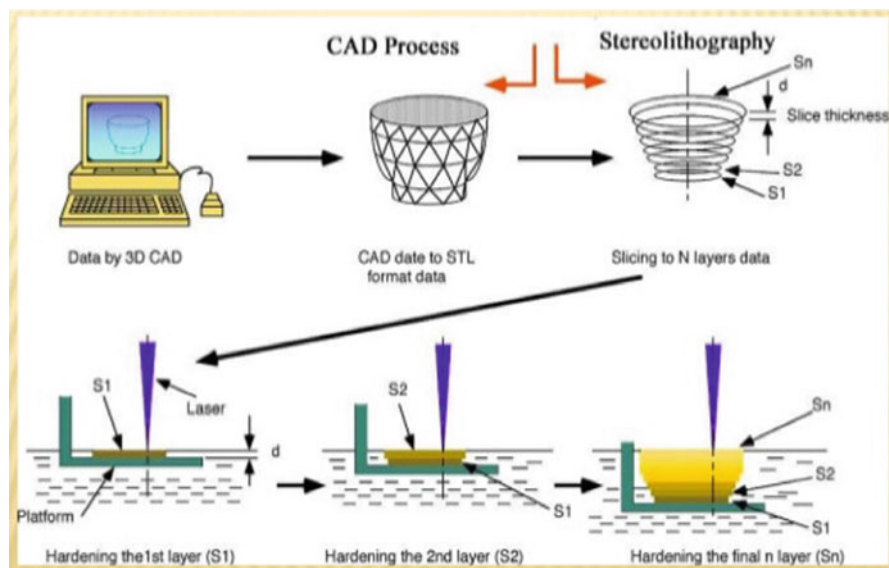 CAD Process
Stereolithography
Sn
d
Slice thickness
S2
S1
Data by 3D CAD
CAD date to STL
format data
Slicing to N layers data
S1
Laser
d
Platform
S2
S1
Sn
S2
S1
Hardening the1st layer (S1)
Hardening the 2nd layer (S2)
Hardening the final n layer (Sn)